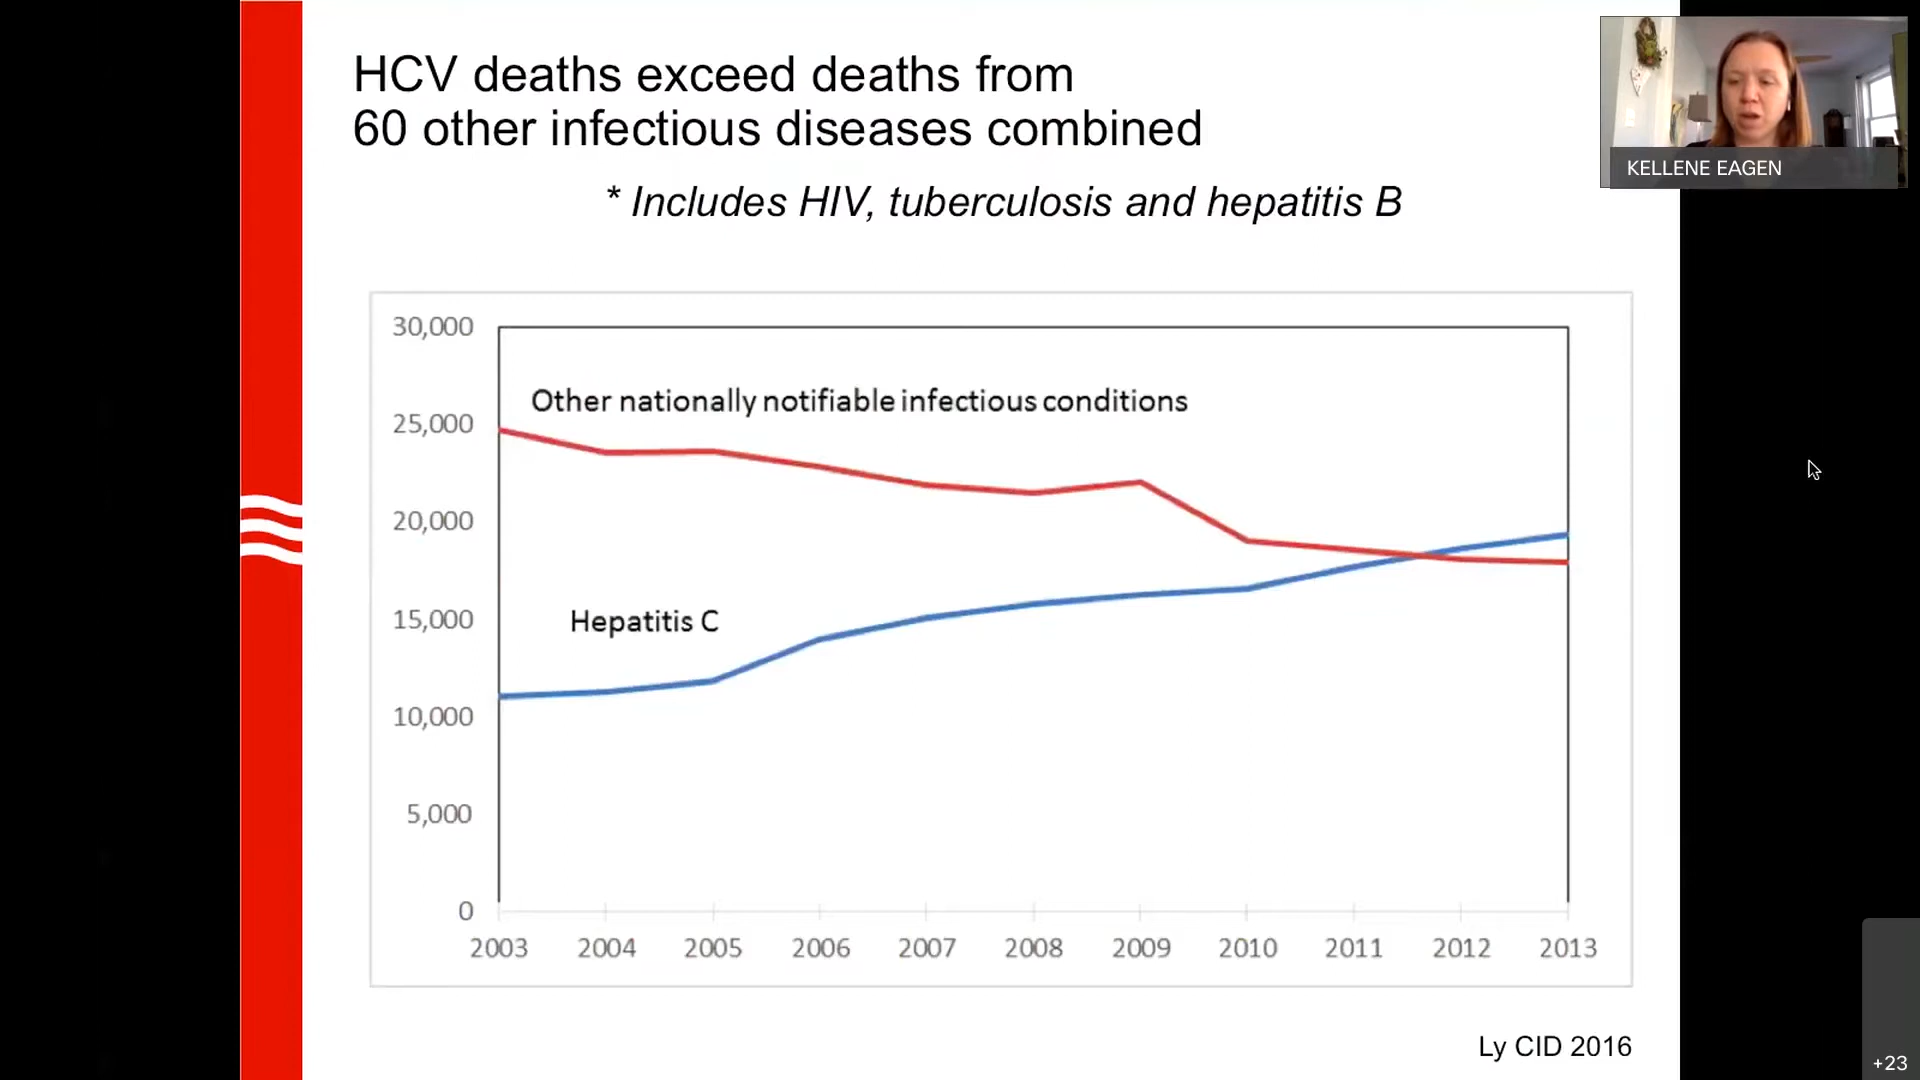 HCV deaths exceed deaths from
60 other infectious diseases combined
* Includes HIV, tuberculosis and hepatitis B
KELLENE EAGEN
30,000
25,000
20,000
15,000
10,000
5,000
0
Other nationally notifiable infectious conditions
Hepatitis C
2003 2004 2005 2006 2007 2008 2009 2010 2011 2012 2013
Ly CID 2016
+23